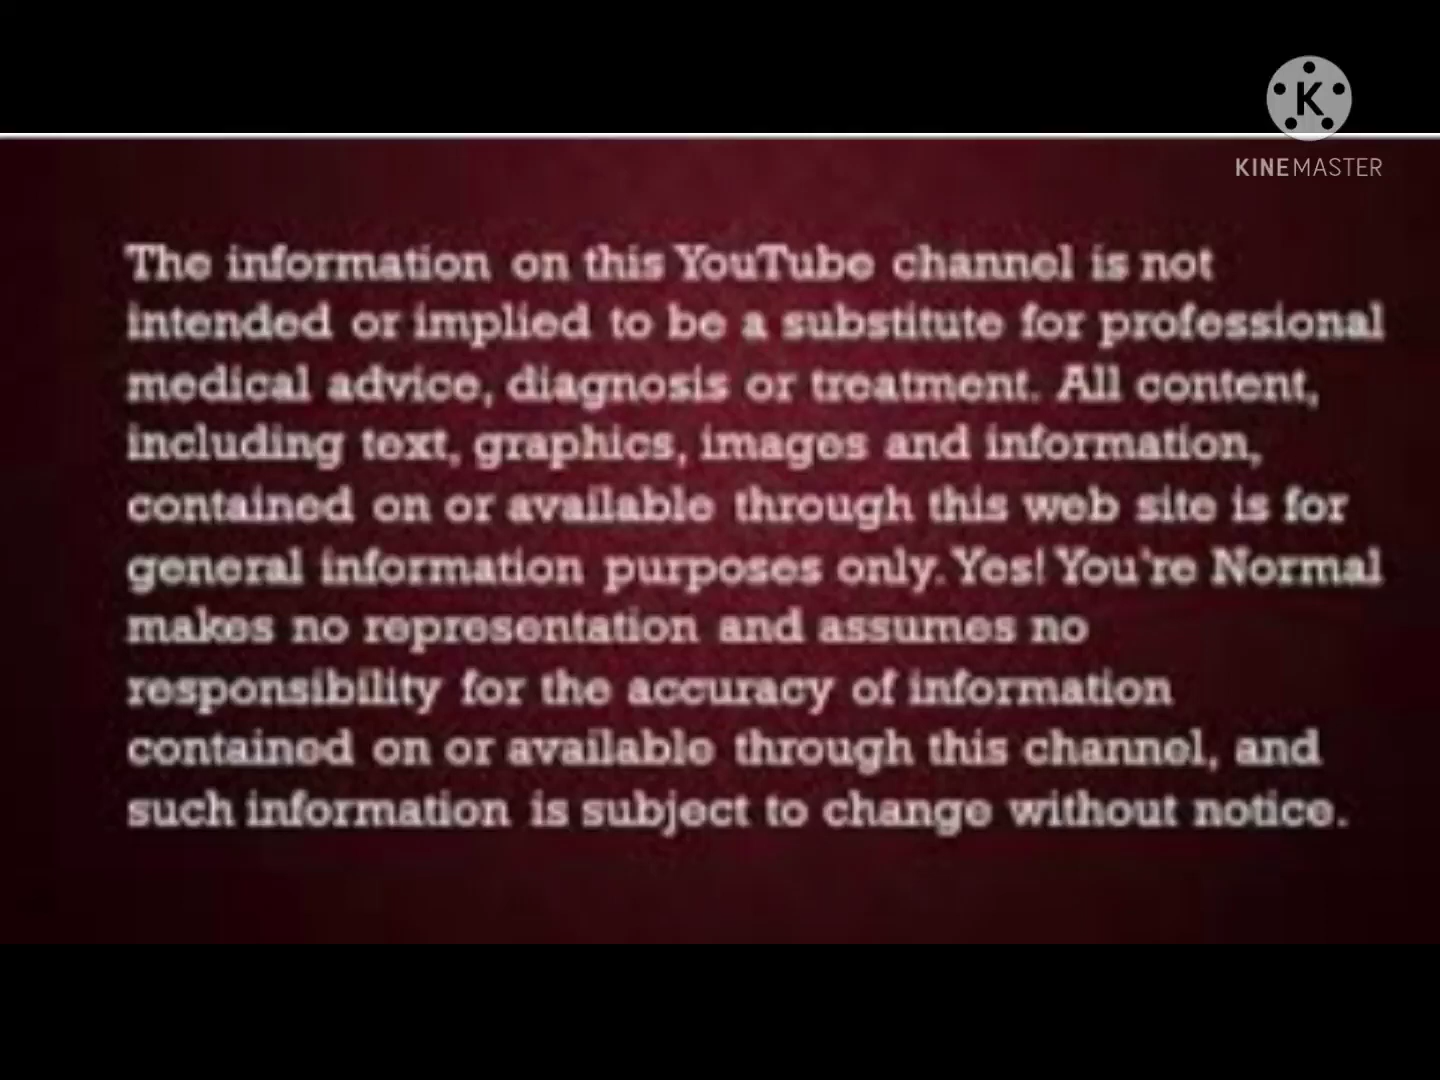 K
KINEMASTER
The information on this YouTube channel is not
intended or implied to be a substitute for professional
medical advice, diagnosis or treatment. All content,
including text, graphics, images and information,
contained on or available through this web site is for
general information purposes only. Yes! You're Normal
makes no representation and assumes no
responsibility for the accuracy of information
contained on or available through this channel, and
such information is subject to change without notice.